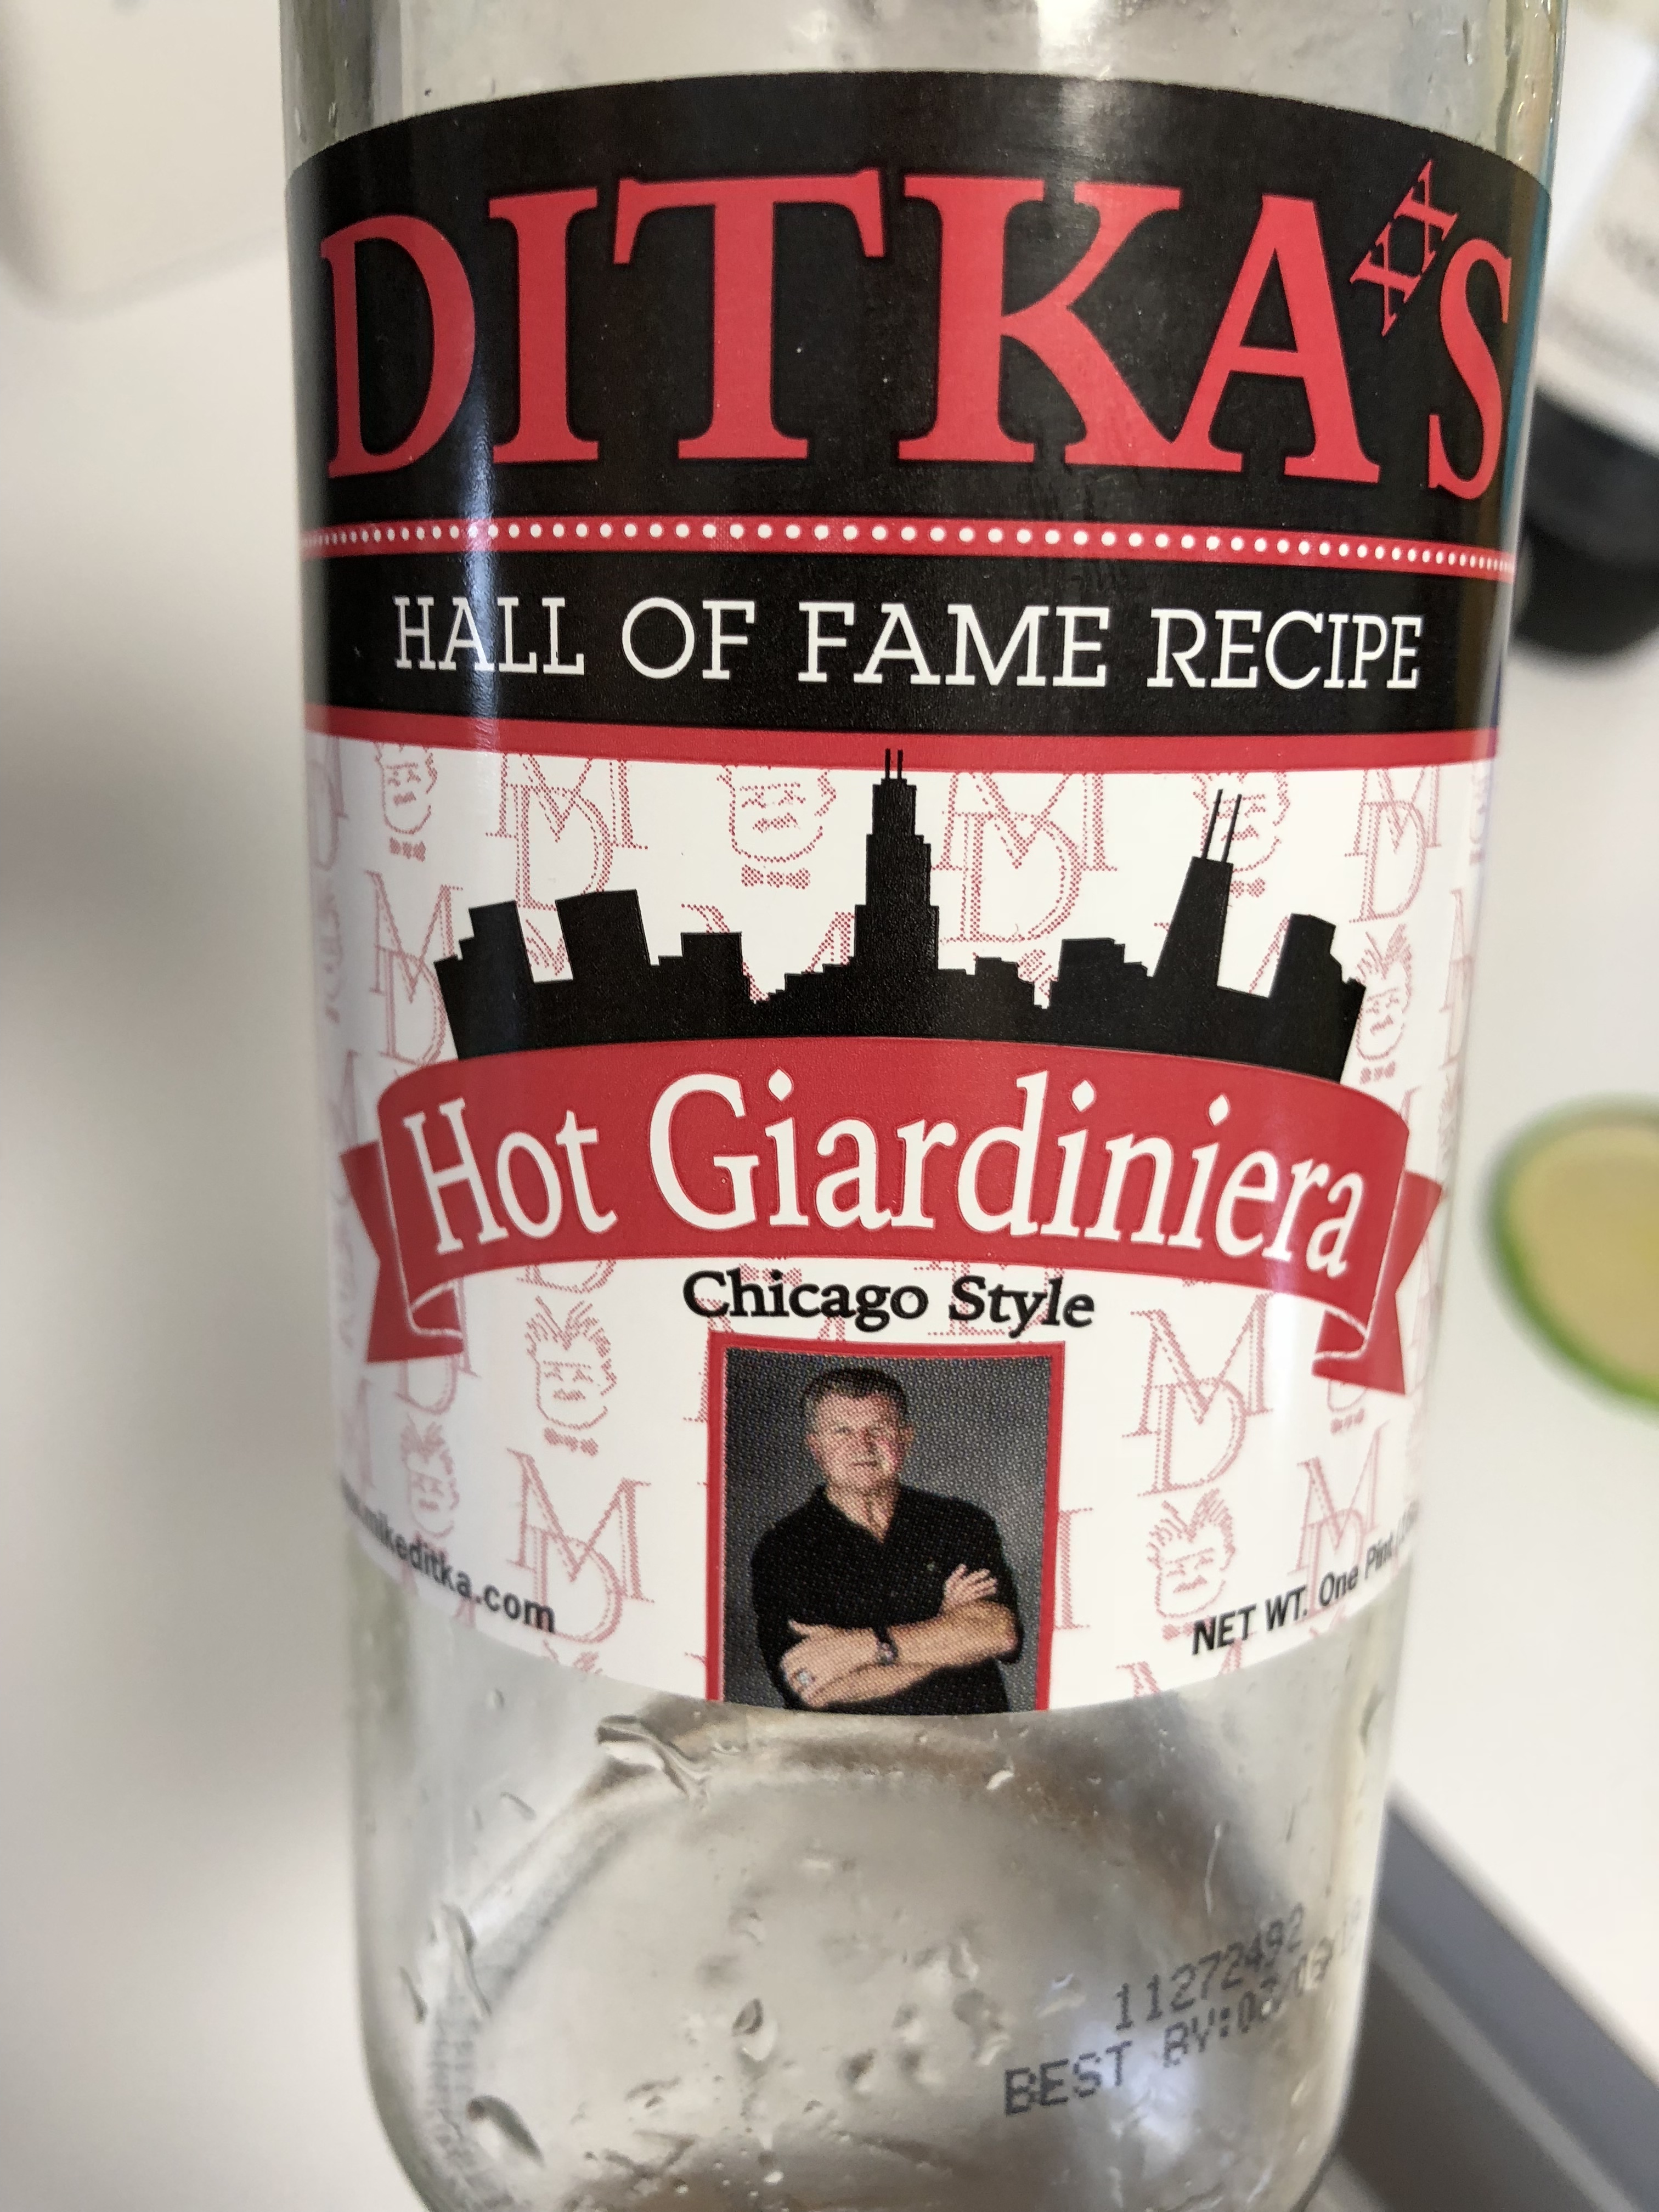 DITKA'S
XX
HALL OF FAME RECIPE
Hot Giardiniera
Chicago Style
mikeditka.com
NET WT. One Pint
11272492
BEST BY: